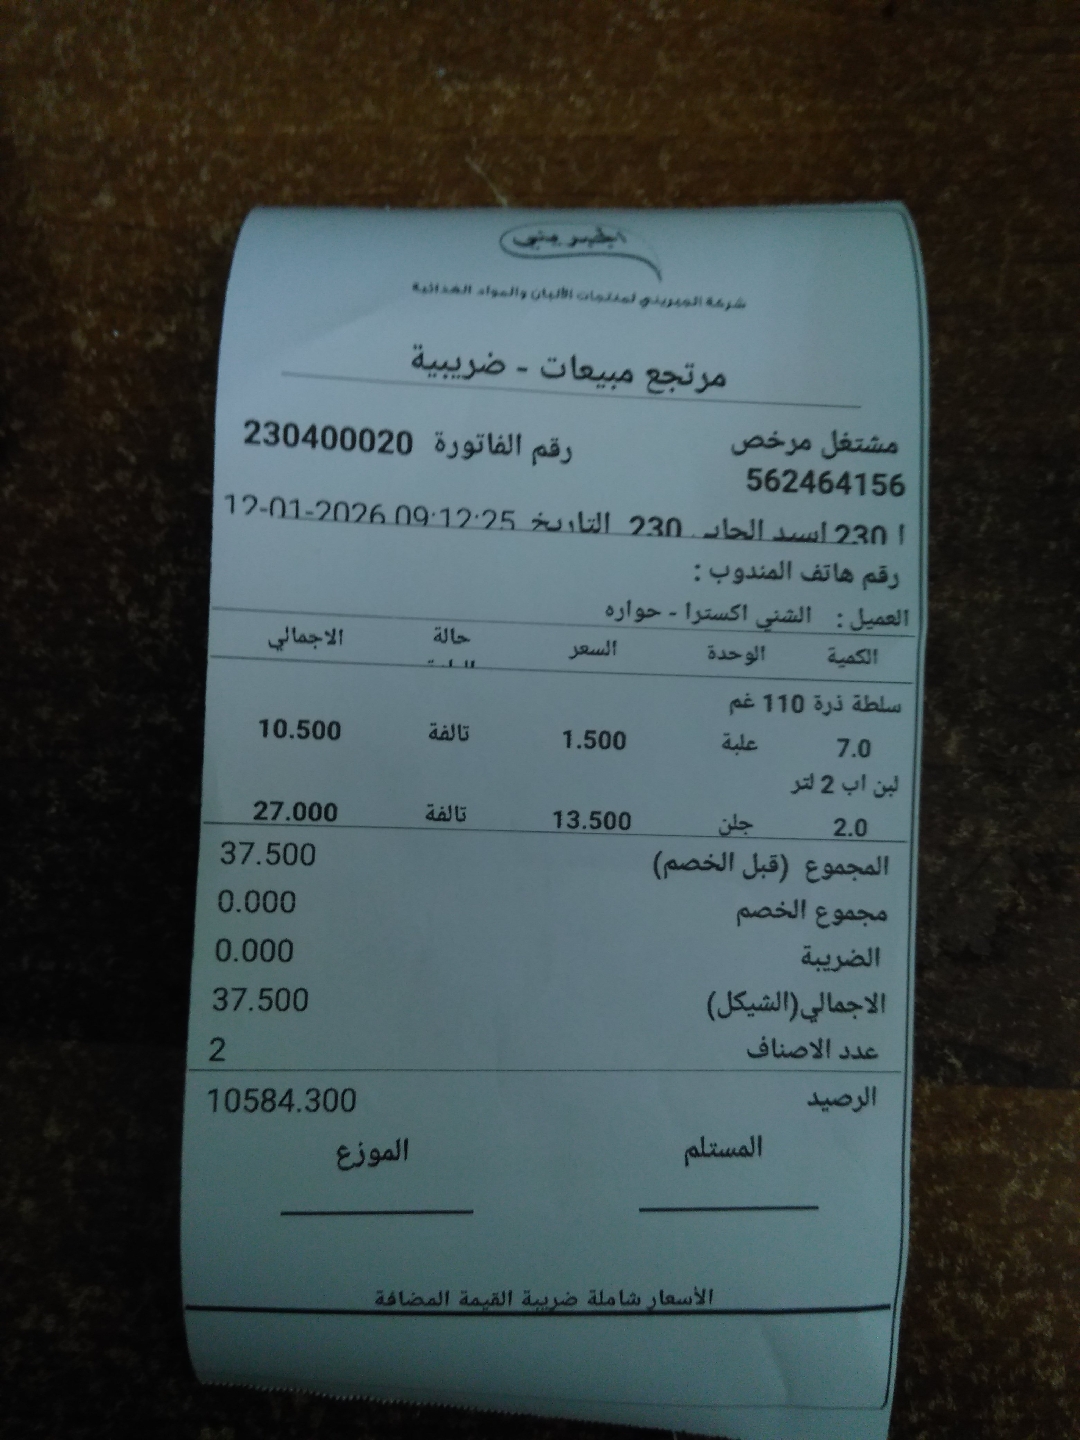 الجبريني
شركة الجبريني لمنتجات الألبان والمواد الغذائية
مرتجع مبيعات - ضريبية
مشتغل مرخص رقم الفاتورة 230400020
562464156
230 اسيد 230 التاريخ 12-01-2026 09:12:25
رقم هاتف المندوب :
العميل : الشني اكسترا - حواره
الكمية الوحدة السعر حالة الاجمالي
سلطة ذرة 110 غم
7.0 علبة 1.500 تالفة 10.500
لبن اب 2 لتر
2.0 جلن 13.500 تالفة 27.000
المجموع (قبل الخصم) 37.500
مجموع الخصم 0.000
الضريبة 0.000
الاجمالي(الشيكل) 37.500
عدد الاصناف 2
الرصيد 10584.300
المستلم الموزع
الأسعار شاملة ضريبة القيمة المضافة